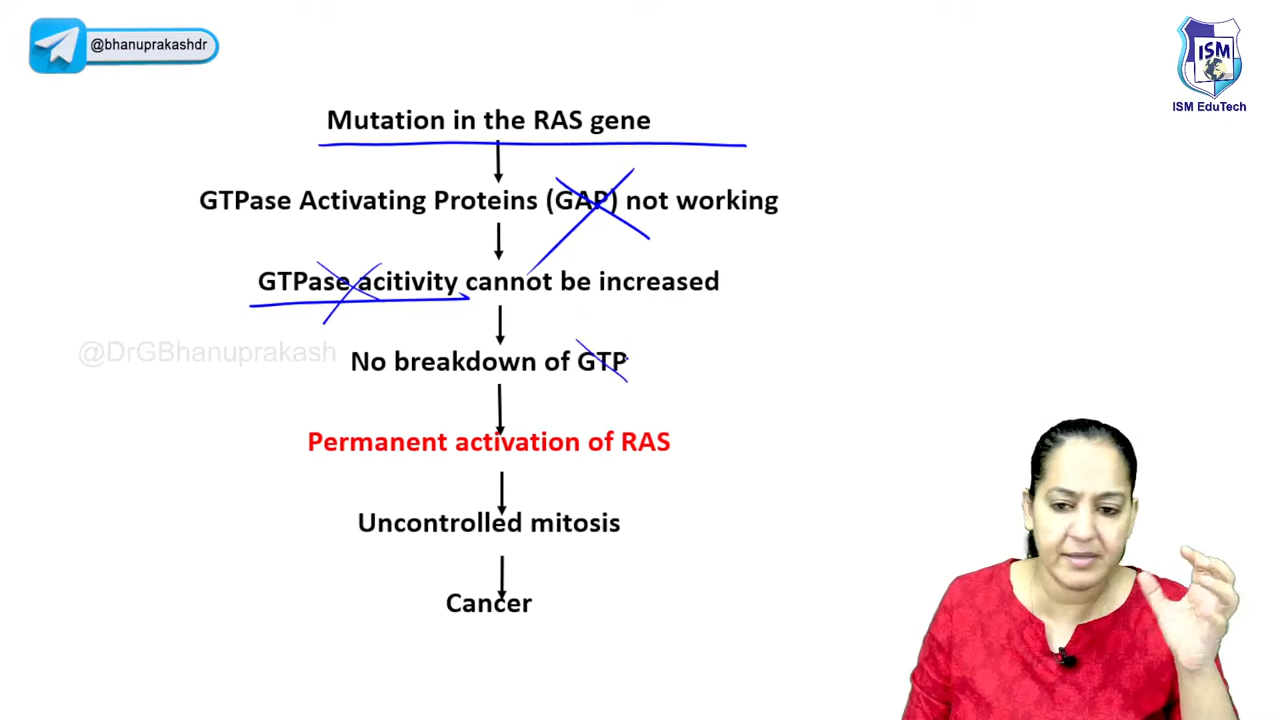 @bhanuprakashdr
ISM
ISM EduTech
Mutation in the RAS gene
GTPase Activating Proteins (GAP) not working
GTPase acitivity cannot be increased
@DrGBhanuprakash
No breakdown of GTP
Permanent activation of RAS
Uncontrolled mitosis
Cancer